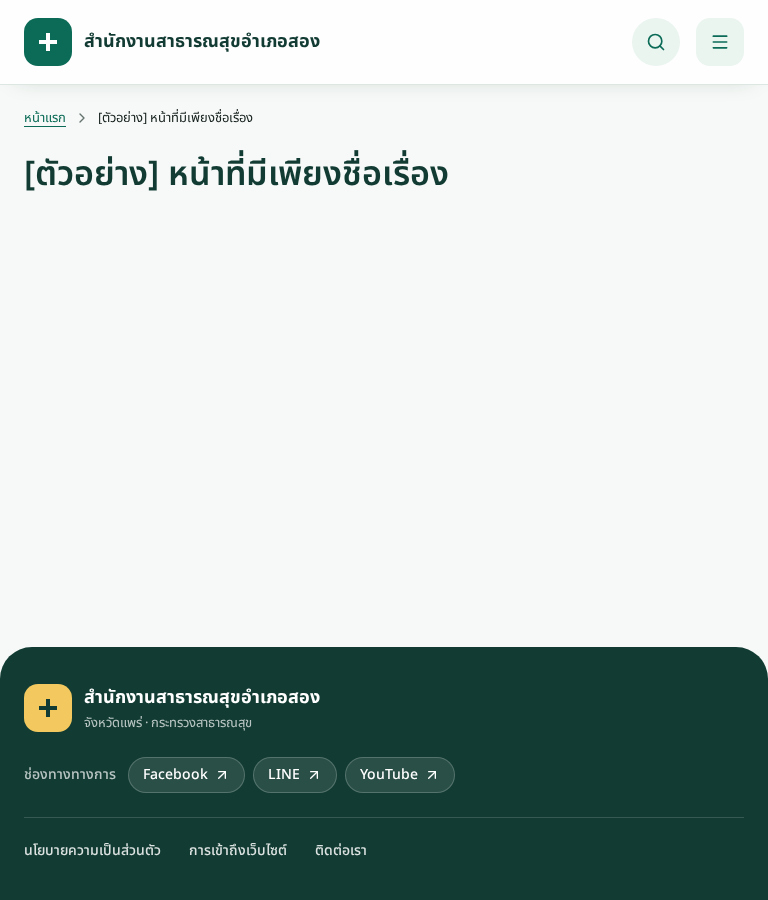 สำนักงานสาธารณสุขอำเภอสอง
หน้าแรก
[ตัวอย่าง] หน้าที่มีเพียงชื่อเรื่อง
[ตัวอย่าง] หน้าที่มีเพียงชื่อเรื่อง
สำนักงานสาธารณสุขอำเภอสอง
จังหวัดแพร่ · กระทรวงสาธารณสุข
ช่องทางทางการ
Facebook
LINE
YouTube
นโยบายความเป็นส่วนตัว
การเข้าถึงเว็บไซต์
ติดต่อเรา